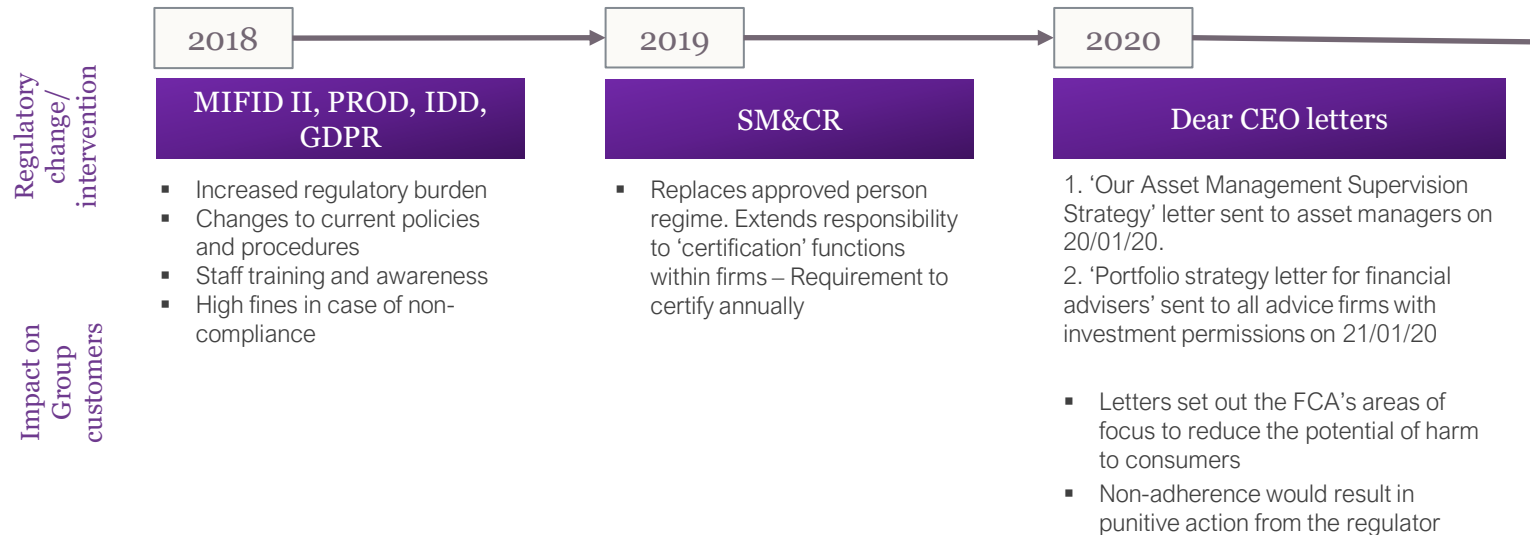 2018
2019
2020
Regulatory
change/
intervention
MIFID II, PROD, IDD,
GDPR
SM&CR
Dear CEO letters
▪ Increased regulatory burden
▪ Changes to current policies
and procedures
▪ Staff training and awareness
▪ High fines in case of non-
compliance
▪ Replaces approved person
regime. Extends responsibility
to ‘certification’ functions
within firms – Requirement to
certify annually
1. ‘Our Asset Management Supervision
Strategy’ letter sent to asset managers on
20/01/20.
2. ‘Portfolio strategy letter for financial
advisers’ sent to all advice firms with
investment permissions on 21/01/20
Impact on
Group
customers
▪ Letters set out the FCA’s areas of
focus to reduce the potential of harm
to consumers
▪ Non-adherence would result in
punitive action from the regulator